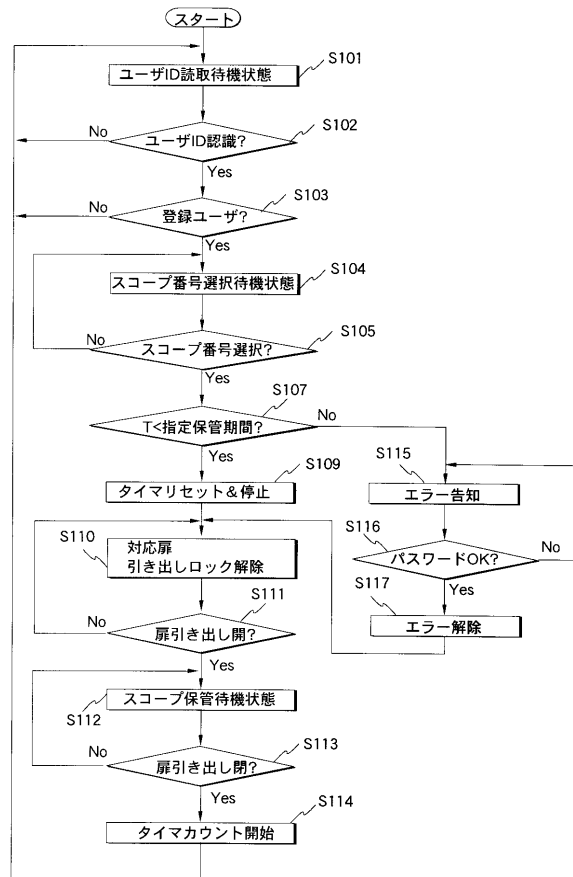 スタート
ユーザID読取待機状態
S101
ユーザID認識?
S102
No
Yes
登録ユーザ?
S103
No
Yes
スコープ番号選択待機状態
S104
スコープ番号選択?
S105
No
Yes
T<指定保管期間?
S107
No
Yes
タイマリセット&停止
S109
S110
対応扉
引き出しロック解除
扉引き出し開?
S111
No
Yes
スコープ保管待機状態
S112
扉引き出し閉?
S113
No
Yes
タイマカウント開始
S114
S115
エラー告知
S116
パスワードOK?
No
Yes
S117
エラー解除